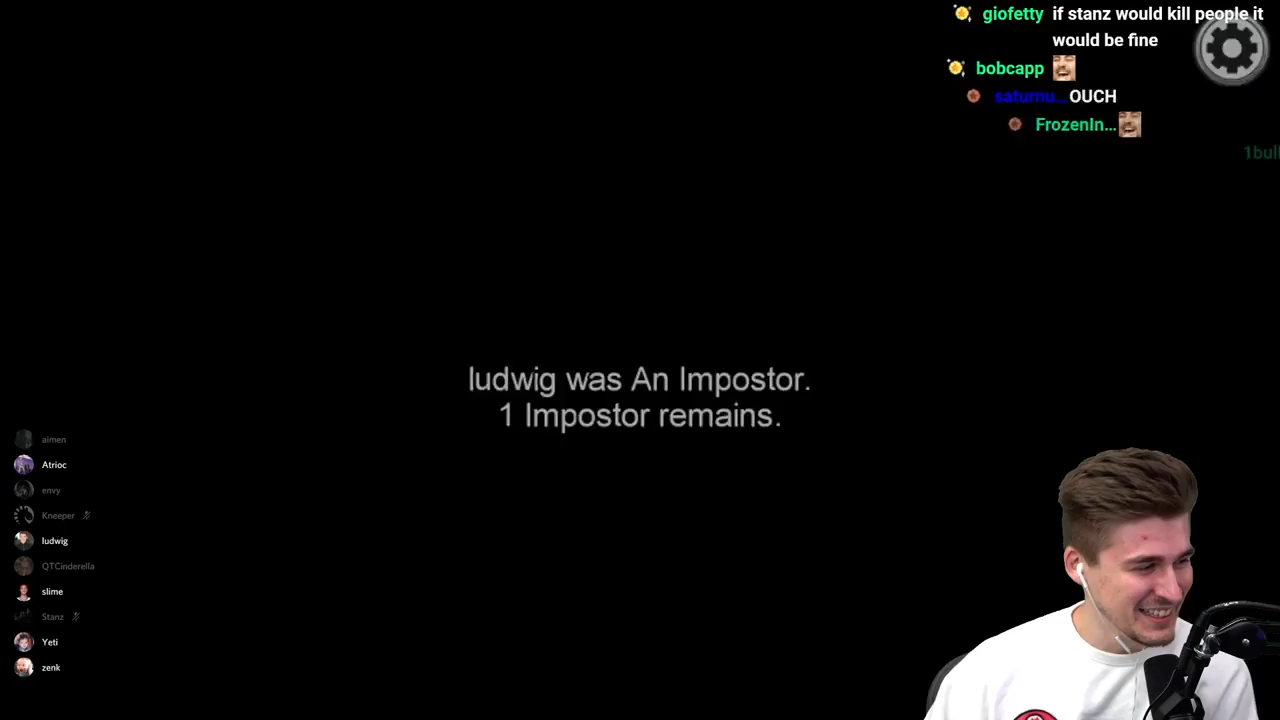 giofetty if stanz would kill people it
would be fine
bobcapp
saturnu…OUCH
FrozenIn…
1bull
ludwig was An Impostor.
1 Impostor remains.
aimen
Atrioc
envy
Kneeper
ludwig
QTCinderella
slime
Stanz
Yeti
zenk